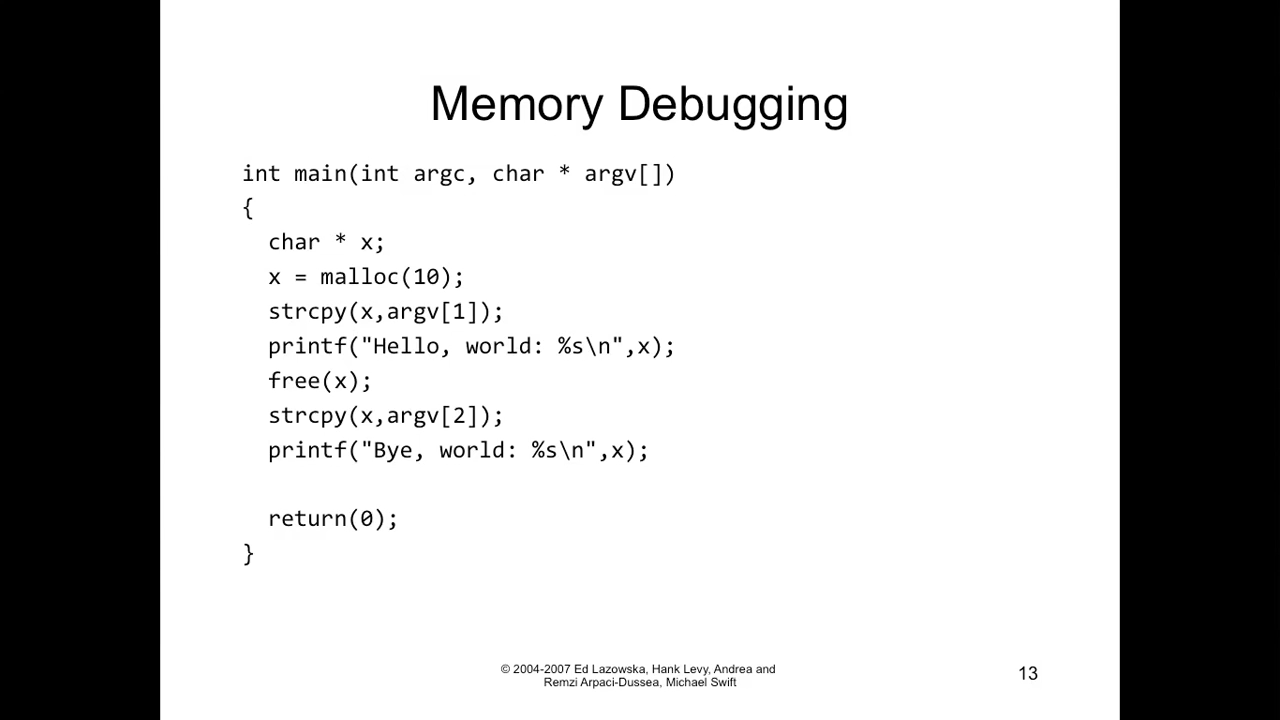 Memory Debugging
int main(int argc, char * argv[])
{
  char * x;
  x = malloc(10);
  strcpy(x,argv[1]);
  printf("Hello, world: %s\n",x);
  free(x);
  strcpy(x,argv[2]);
  printf("Bye, world: %s\n",x);
  return(0);
}
© 2004-2007 Ed Lazowska, Hank Levy, Andrea and
Remzi Arpaci-Dussea, Michael Swift
13